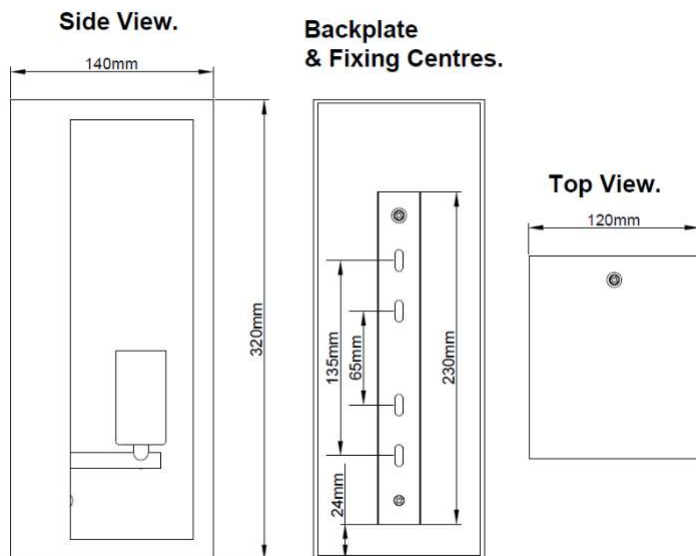 Side View.
140mm
320mm
Backplate
& Fixing Centres.
135mm
65mm
230mm
24mm
Top View.
120mm